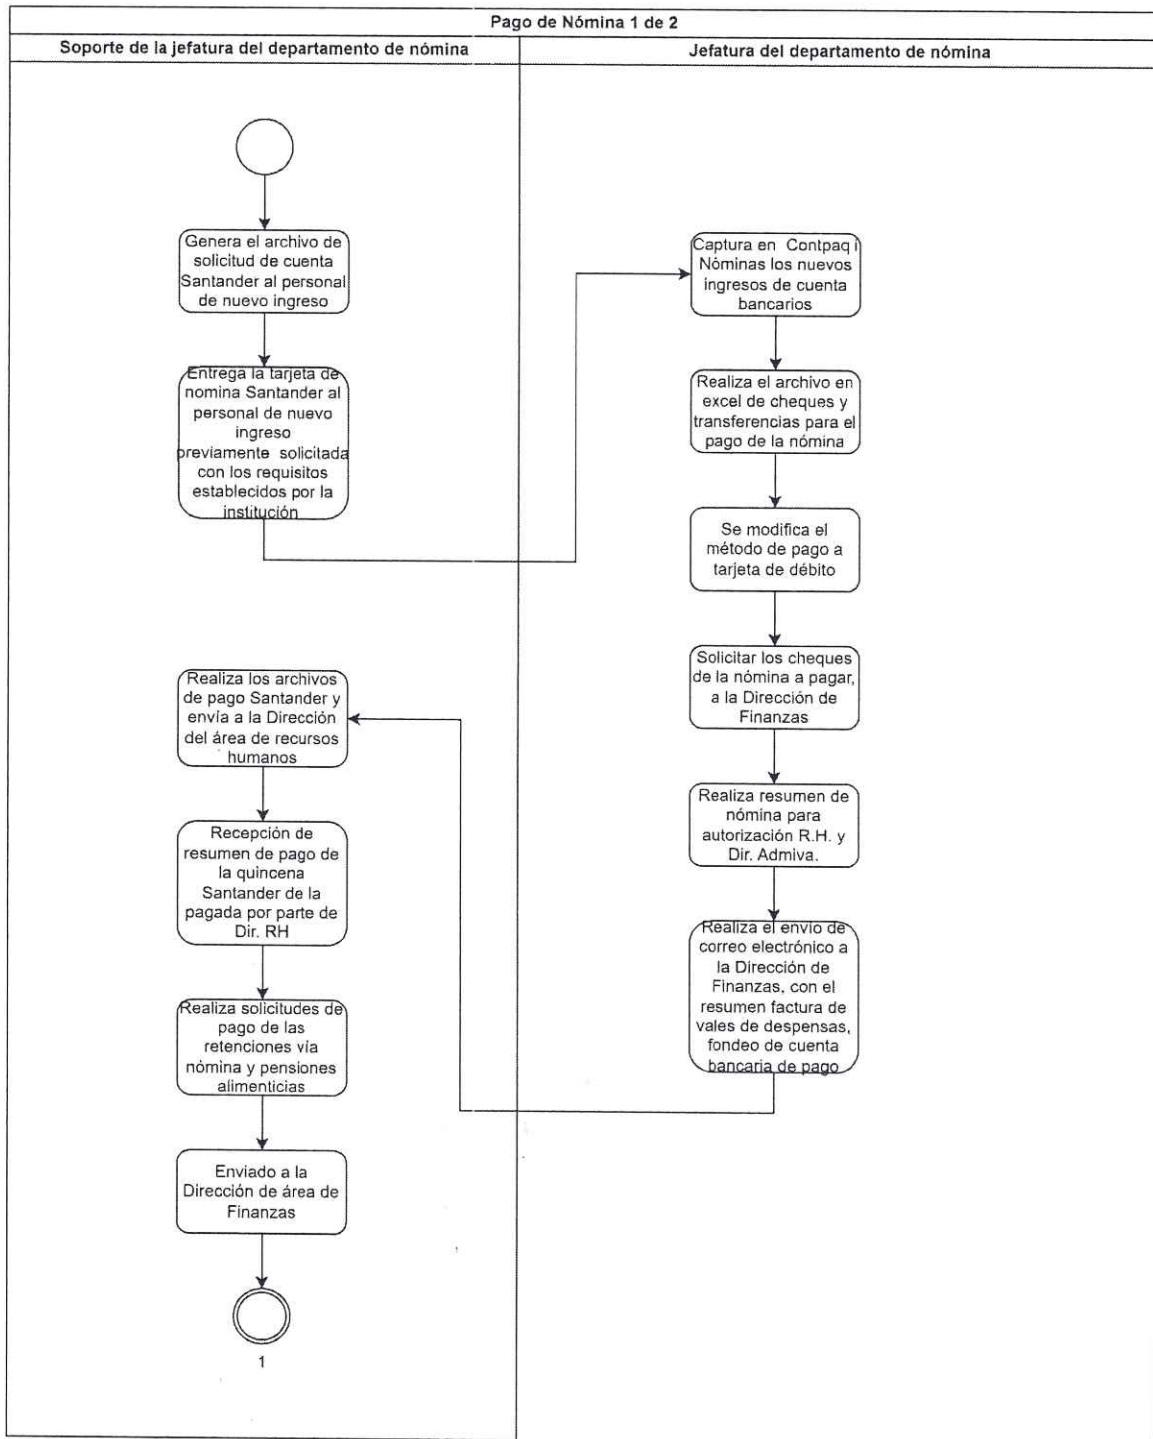 Pago de Nómina 1 de 2
Soporte de la jefatura del departamento de nómina
Jefatura del departamento de nómina
Genera el archivo de
solicitud de cuenta
Santander al personal
de nuevo ingreso
Entrega la tarjeta de
nomina Santander al
personal de nuevo
ingreso
previamente solicitada
con los requisitos
establecidos por la
institución
Captura en Contpaq i
Nóminas los nuevos
ingresos de cuenta
bancarios
Realiza el archivo en
excel de cheques y
transferencias para el
pago de la nómina
Se modifica el
método de pago a
tarjeta de débito
Solicitar los cheques
de la nómina a pagar,
a la Dirección de
Finanzas
Realiza resumen de
nómina para
autorización R.H. y
Dir. Admiva.
Realiza el envio de
correo electrónico a
la Dirección de
Finanzas, con el
resumen factura de
vales de despensas,
fondeo de cuenta
bancaria de pago
Realiza los archivos
de pago Santander y
envía a la Dirección
del área de recursos
humanos
Recepción de
resumen de pago de
la quincena
Santander de la
pagada por parte de
Dir. RH
Realiza solicitudes de
pago de las
retenciones vía
nómina y pensiones
alimenticias
Enviado a la
Dirección de área de
Finanzas
1